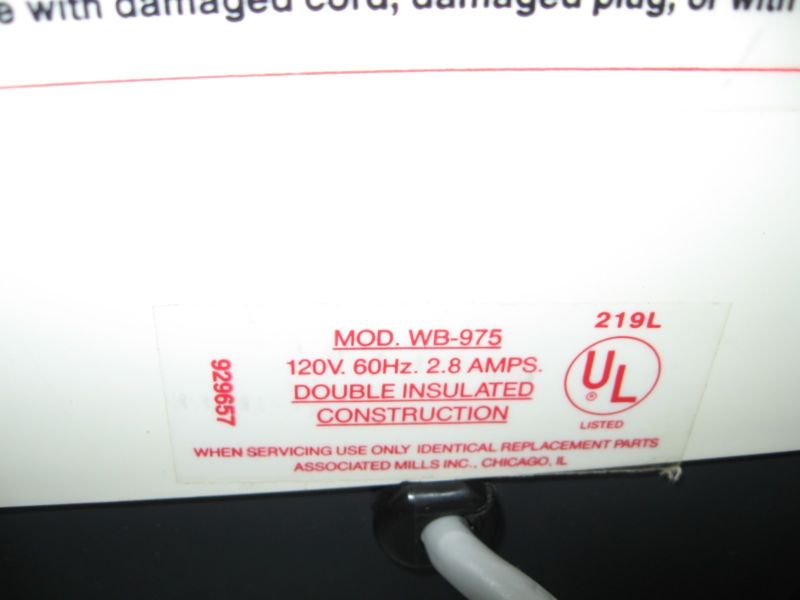 e with damaged cord, damaged plug, or with
219L
MOD. WB-975
120V. 60Hz. 2.8 AMPS.
DOUBLE INSULATED
CONSTRUCTION
929657
UL
®
LISTED
WHEN SERVICING USE ONLY IDENTICAL REPLACEMENT PARTS
ASSOCIATED MILLS INC., CHICAGO, IL